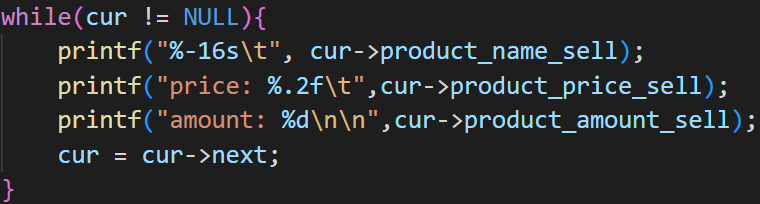 while(cur != NULL){
    printf("%-16s\t", cur->product_name_sell);
    printf("price: %.2f\t",cur->product_price_sell);
    printf("amount: %d\n\n",cur->product_amount_sell);
    cur = cur->next;
}